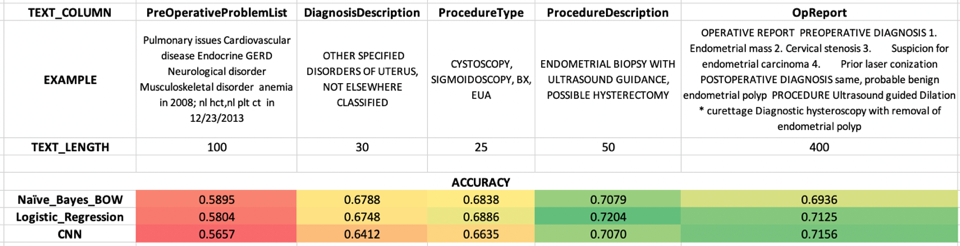 TEXT_COLUMN PreOperativeProblemList DiagnosisDescription ProcedureType ProcedureDescription OpReport
EXAMPLE
Pulmonary issues Cardiovascular
disease Endocrine GERD
Neurological disorder
Musculoskeletal disorder anemia
in 2008; nl hct,nl plt ct in
12/23/2013
OTHER SPECIFIED
DISORDERS OF UTERUS,
NOT ELSEWHERE
CLASSIFIED
CYSTOSCOPY,
SIGMOIDOSCOPY, BX,
EUA
ENDOMETRIAL BIOPSY WITH
ULTRASOUND GUIDANCE,
POSSIBLE HYSTERECTOMY
OPERATIVE REPORT PREOPERATIVE DIAGNOSIS 1.
Endometrial mass 2. Cervical stenosis 3. Suspicion for
endometrial carcinoma 4. Prior laser conization
POSTOPERATIVE DIAGNOSIS same, probable benign
endometrial polyp PROCEDURE Ultrasound guided Dilation
* curettage Diagnostic hysteroscopy with removal of
endometrial polyp
TEXT_LENGTH 100 30 25 50 400
ACCURACY
Naïve_Bayes_BOW 0.5895 0.6788 0.6838 0.7079 0.6936
Logistic_Regression 0.5804 0.6748 0.6886 0.7204 0.7125
CNN 0.5657 0.6412 0.6635 0.7070 0.7156